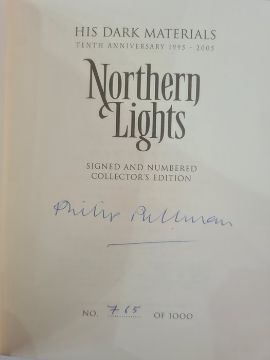 HIS DARK MATERIALS
TENTH ANNIVERSARY 1995 - 2005
Northern
Lights
SIGNED AND NUMBERED
COLLECTOR'S EDITION
Philip Pullman
NO. 765 OF 1000